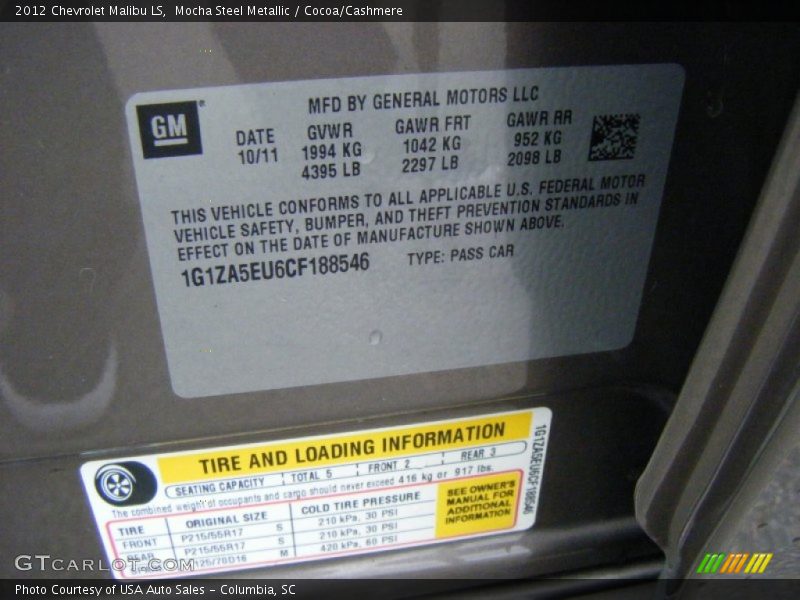 2012 Chevrolet Malibu LS, Mocha Steel Metallic / Cocoa/Cashmere
GM
MFD BY GENERAL MOTORS LLC
DATE GVWR GAWR FRT GAWR RR
10/11 1994 KG 1042 KG 952 KG
4395 LB 2297 LB 2098 LB
THIS VEHICLE CONFORMS TO ALL APPLICABLE U.S. FEDERAL MOTOR
VEHICLE SAFETY, BUMPER, AND THEFT PREVENTION STANDARDS IN
EFFECT ON THE DATE OF MANUFACTURE SHOWN ABOVE.
1G1ZA5EU6CF188546 TYPE: PASS CAR
TIRE AND LOADING INFORMATION
SEATING CAPACITY TOTAL 5 FRONT 2 REAR 3
The combined weight of occupants and cargo should never exceed 416 kg or 917 lbs.
TIRE ORIGINAL SIZE COLD TIRE PRESSURE
FRONT P215/55R17 S 210 kPa, 30 PSI
REAR P215/55R17 S 210 kPa, 30 PSI
125/70D16 M 420 kPa, 60 PSI
SEE OWNER'S
MANUAL FOR
ADDITIONAL
INFORMATION
1G1ZA5EU6CF188546
GTCARLOT.COM
Photo Courtesy of USA Auto Sales - Columbia, SC